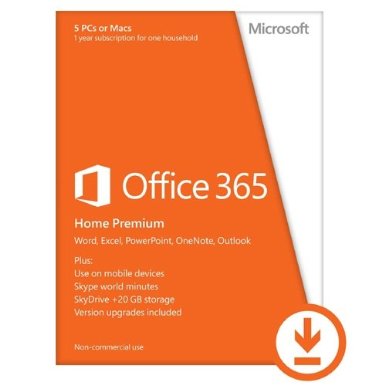 5 PCs or Macs
Microsoft
1 year subscription for one household
Office 365
Home Premium
Word, Excel, PowerPoint, OneNote, Outlook
Plus:
Use on mobile devices
Skype world minutes
SkyDrive +20 GB storage
Version upgrades included
Non-commercial use